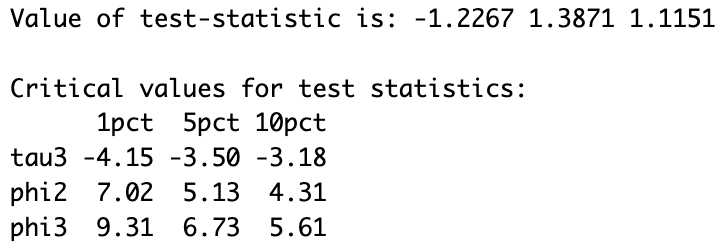 Value of test-statistic is: -1.2267 1.3871 1.1151

Critical values for test statistics:
      1pct  5pct 10pct
tau3 -4.15 -3.50 -3.18
phi2  7.02  5.13  4.31
phi3  9.31  6.73  5.61